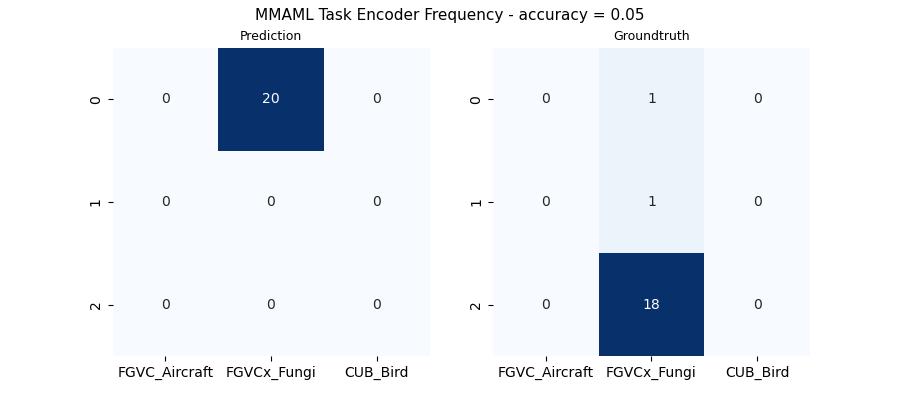 MMAML Task Encoder Frequency - accuracy = 0.05
Prediction
Groundtruth
0 0 20 0
1 0 0 0
2 0 0 0
FGVC_Aircraft FGVCx_Fungi CUB_Bird
0 0 1 0
1 0 1 0
2 0 18 0
FGVC_Aircraft FGVCx_Fungi CUB_Bird